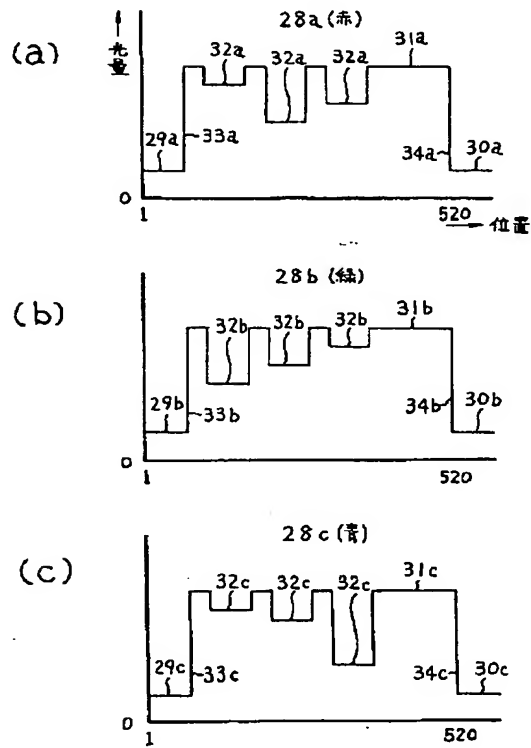 28a(赤)
(a)
光量
32a 32a 32a 31a
29a 33a 34a 30a
0
1 520 位置
28b(緑)
(b)
32b 32b 32b 31b
29b 33b 34b 30b
0
1 520
28c(青)
(c)
32c 32c 32c 31c
29c 33c 34c 30c
0
1 520